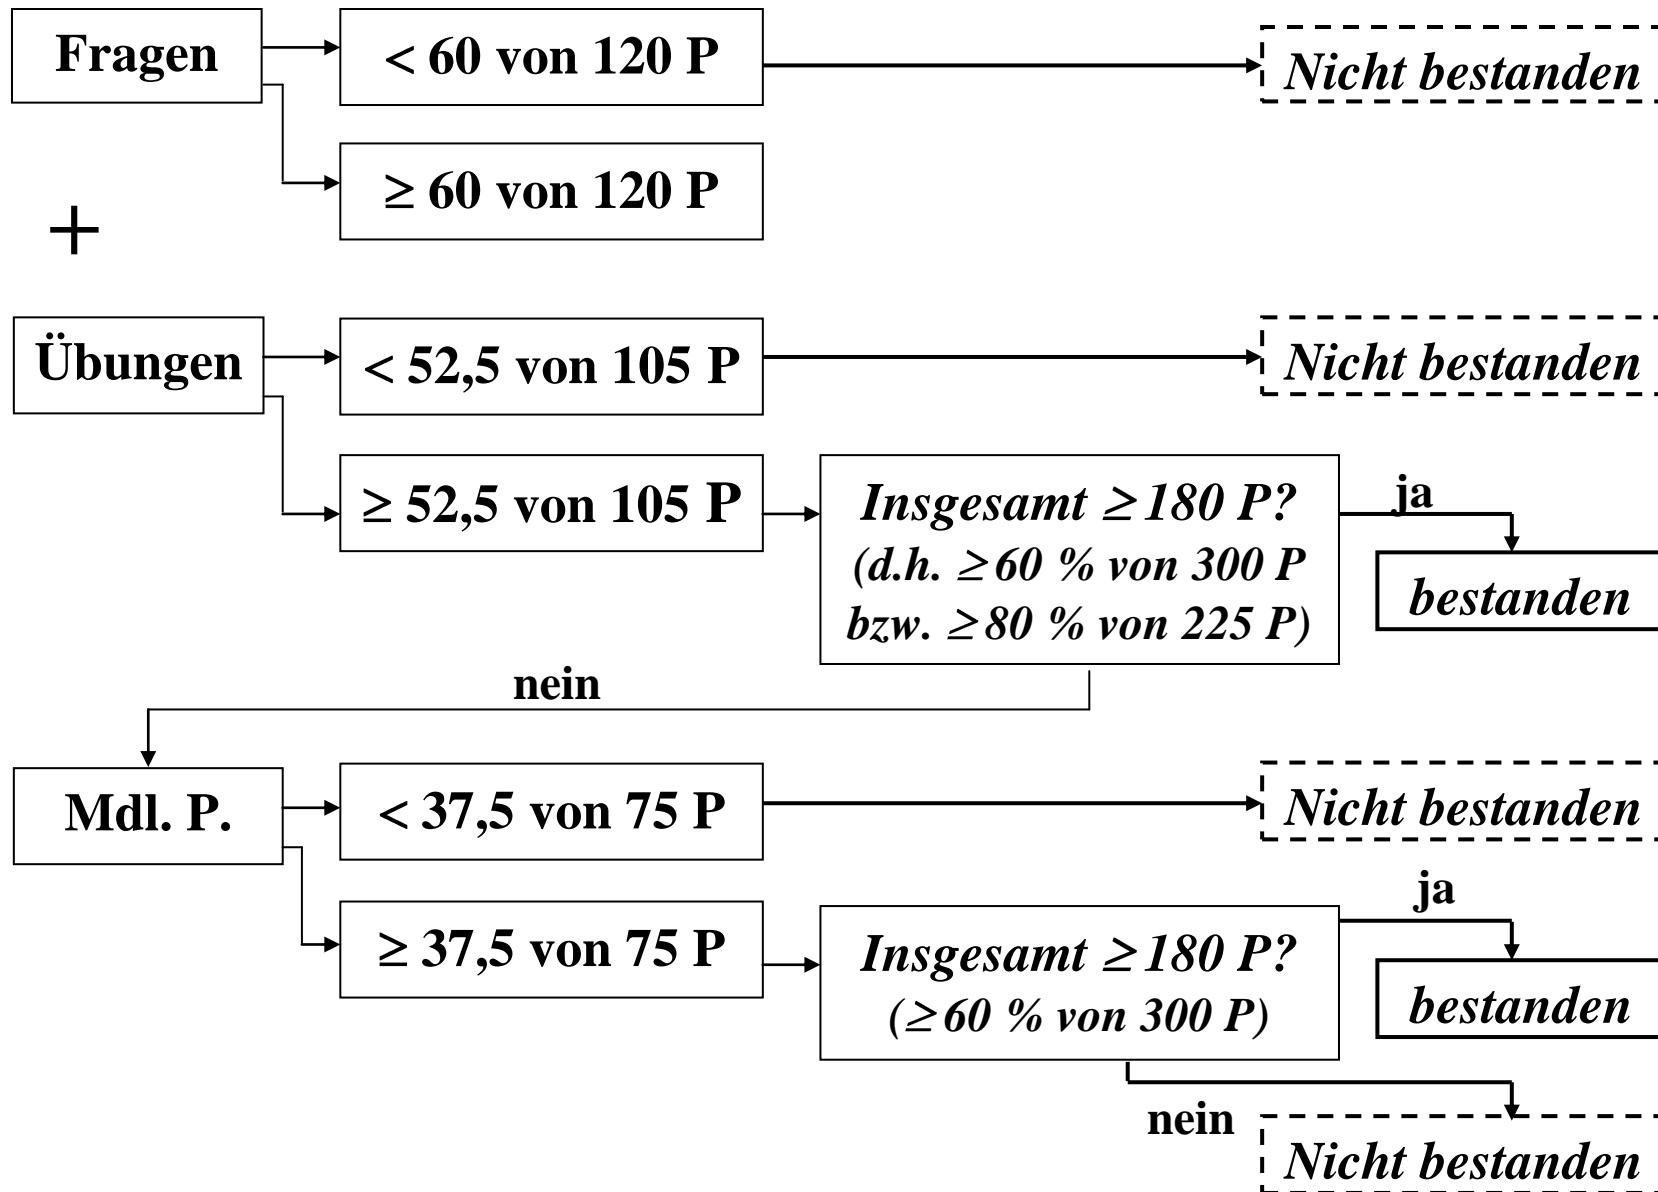 Fragen
< 60 von 120 P
Nicht bestanden
≥ 60 von 120 P
+
Übungen
< 52,5 von 105 P
Nicht bestanden
≥ 52,5 von 105 P
Insgesamt ≥ 180 P?
(d.h. ≥ 60 % von 300 P
bzw. ≥ 80 % von 225 P)
ja
bestanden
nein
Mdl. P.
< 37,5 von 75 P
Nicht bestanden
≥ 37,5 von 75 P
Insgesamt ≥ 180 P?
(≥ 60 % von 300 P)
ja
bestanden
nein
Nicht bestanden